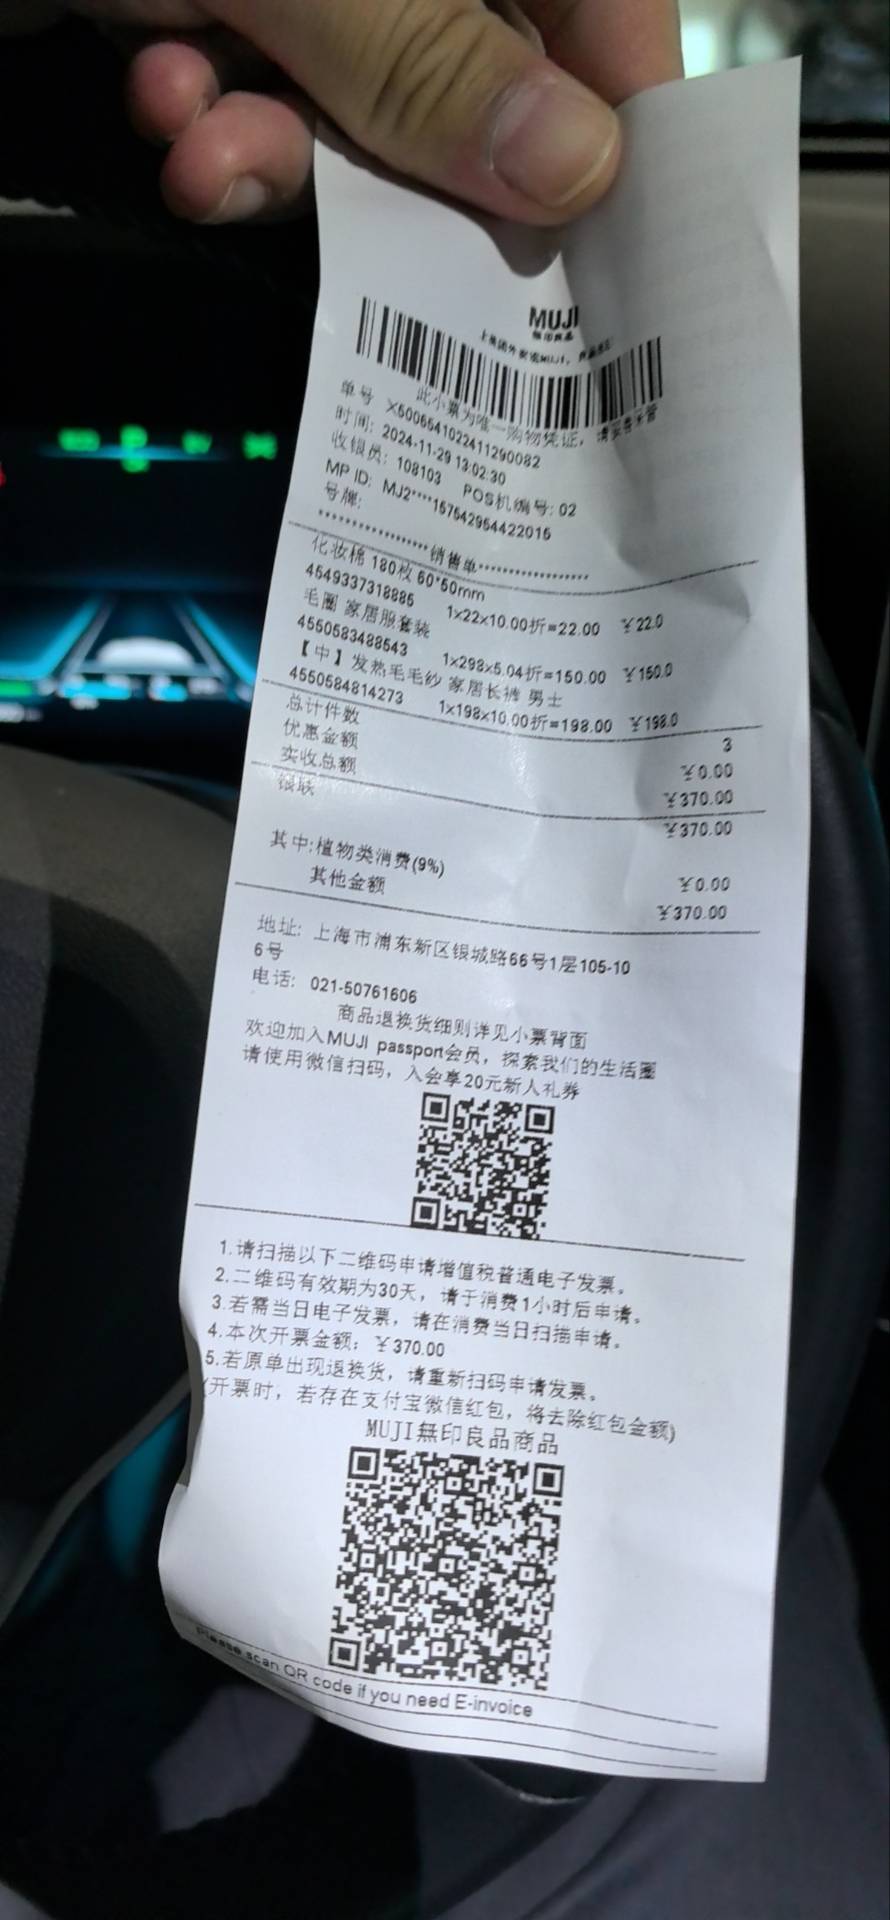 MUJI
無印良品
此小票为唯一购物凭证，请妥善保管
单号 X5006541022411290082
时间: 2024-11-29 13:02:30
收银员: 108103 POS机编号: 02
MP ID: MJ2****157542954422015
号牌:
********************销售单********************
化妆棉 180枚 60*50mm
4549337318885 1x22x10.00折=22.00 ¥22.0
毛圈 家居服套装
4550583488543 1x298x5.04折=150.00 ¥150.0
【中】发热毛毛纱 家居长裤 男士
4550584814273 1x198x10.00折=198.00 ¥198.0
总计件数 3
优惠金额 ¥0.00
实收总额 ¥370.00
银联 ¥370.00
其中:植物类消费(9%) ¥0.00
其他金额 ¥370.00
地址: 上海市浦东新区银城路66号1层105-10
6号
电话: 021-50761606
商品退换货细则详见小票背面
欢迎加入MUJI passport会员，探索我们的生活圈
请使用微信扫码，入会享20元新人礼券
1.请扫描以下二维码申请增值税普通电子发票。
2.二维码有效期为30天，请于消费1小时后申请。
3.若需当日电子发票，请在消费当日扫描申请。
4.本次开票金额：¥370.00
5.若原单出现退换货，请重新扫码申请发票。
(开票时，若存在支付宝微信红包，将去除红包金额)
MUJI無印良品商品
Please scan QR code if you need E-invoice